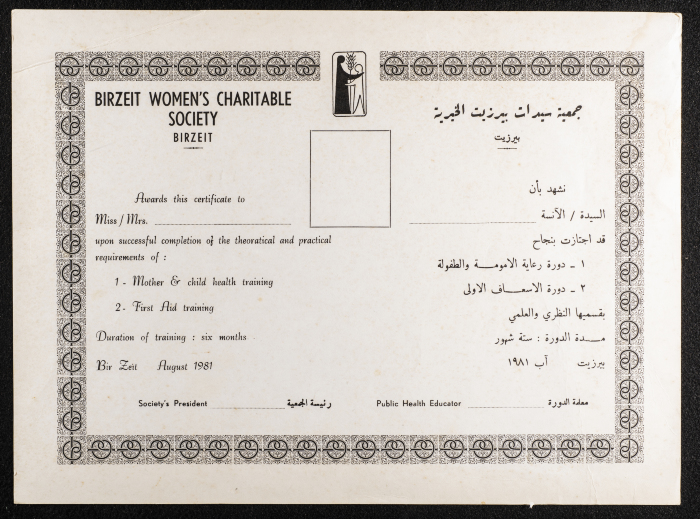 BIRZEIT WOMEN'S CHARITABLE
SOCIETY
BIRZEIT
Awards this certificate to
Miss / Mrs.
upon successful completion of the theoratical and practical
requirements of :
1 - Mother & child health training
2 - First Aid training
Duration of training : six months
Bir Zeit August 1981
Society's President
جمعية سيدات بيرزيت الخيرية
بيرزيت
نشهد بأن
السيدة / الآنسة
قد اجتازت بنجاح
١ - دورة رعاية الامومة والطفولة
٢ - دورة الاسعاف الاولى
بقسميها النظري والعلمي
مدة الدورة : ستة شهور
بيرزيت آب ١٩٨١
رئيسة الجمعية
Public Health Educator معلمة الدورة